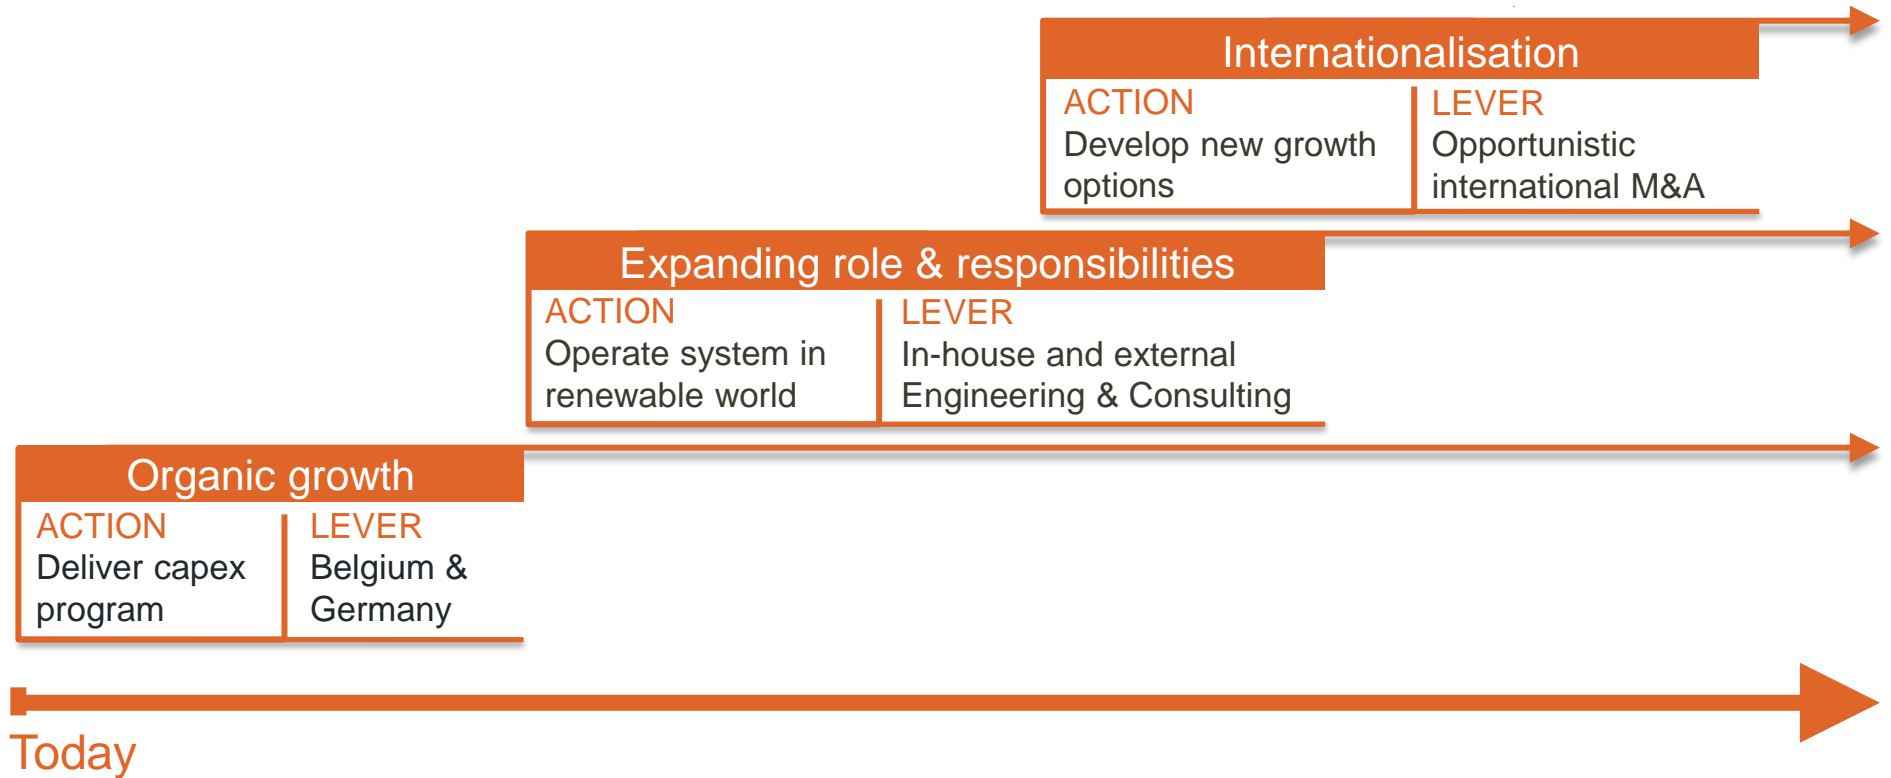 Internationalisation
ACTION
Develop new growth
options
LEVER
Opportunistic
international M&A
Expanding role & responsibilities
ACTION
Operate system in
renewable world
LEVER
In-house and external
Engineering & Consulting
Organic growth
ACTION
Deliver capex
program
LEVER
Belgium &
Germany
Today